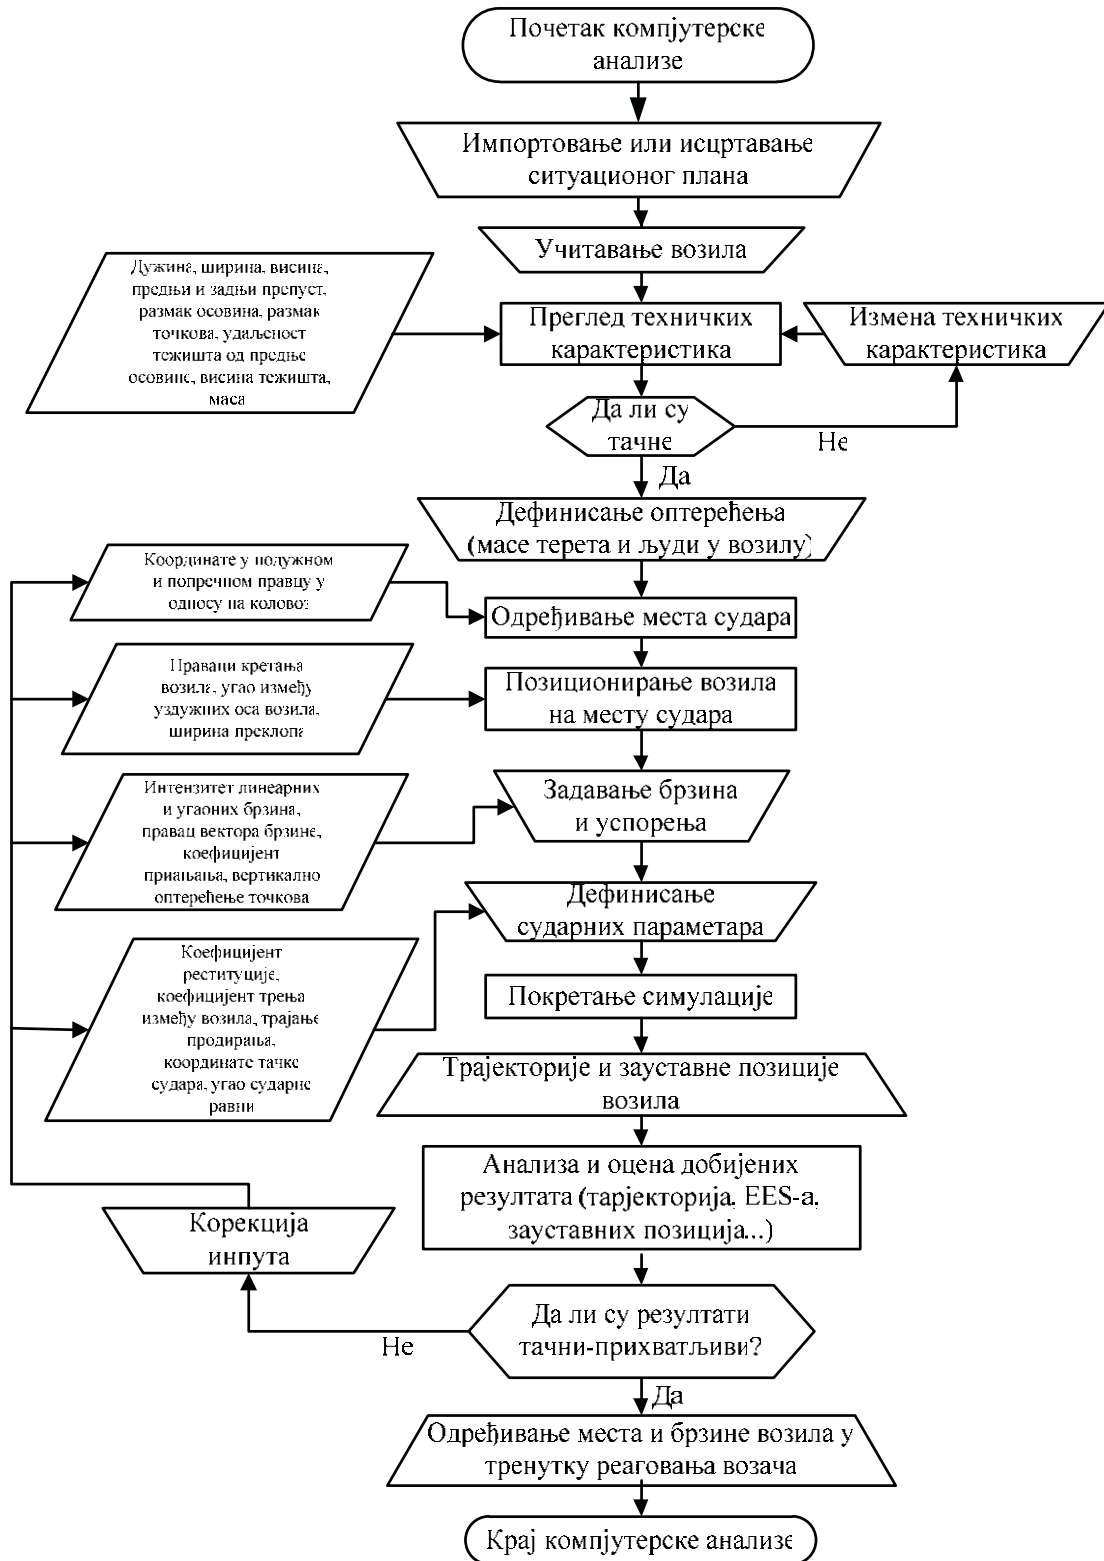 Почетак компјутерске
анализе
Импортовање или исцртавање
ситуационог плана
Учитавање возила
Дужина, ширина, висина,
предњи и задњи препуст,
размак осовина, размак
точкова, удаљеност
тежишта од предње
осовине, висина тежишта,
маса
Преглед техничких
карактеристика
Измена техничких
карактеристика
Да ли су
тачне
Не
Да
Дефинисање оптерећења
(масе терета и људи у возилу)
Координате у подужном
и попречном правцу у
односу на коловоз
Одређивање места судара
Праваци кретања
возила, угао између
уздужних оса возила,
ширина преклопа
Позиционирање возила
на месту судара
Интензитет линеарних
и угаоних брзина,
правац вектора брзине,
коефицијент
приањања, вертикално
оптерећење точкова
Задавање брзина
и успорења
Дефинисање
сударних параметара
Коефицијент
реституције,
коефицијент трења
између возила, трајање
продирања,
координате тачке
судара, угао сударне
равни
Покретање симулације
Трајекторије и зауставне позиције
возила
Анализа и оцена добијених
резултата (тарјекторија, EES-а,
зауставних позиција...)
Корекција
инпута
Да ли су резултати
тачни-прихватљиви?
Не
Да
Одређивање места и брзине возила у
тренутку реаговања возача
Крај компјутерске анализе